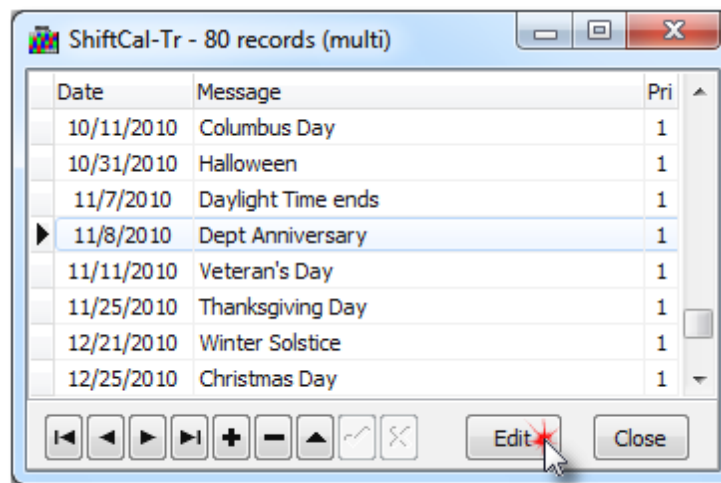 ShiftCal-Tr - 80 records (multi)
Date Message Pri
10/11/2010 Columbus Day 1
10/31/2010 Halloween 1
11/7/2010 Daylight Time ends 1
11/8/2010 Dept Anniversary 1
11/11/2010 Veteran's Day 1
11/25/2010 Thanksgiving Day 1
12/21/2010 Winter Solstice 1
12/25/2010 Christmas Day 1
Edit Close